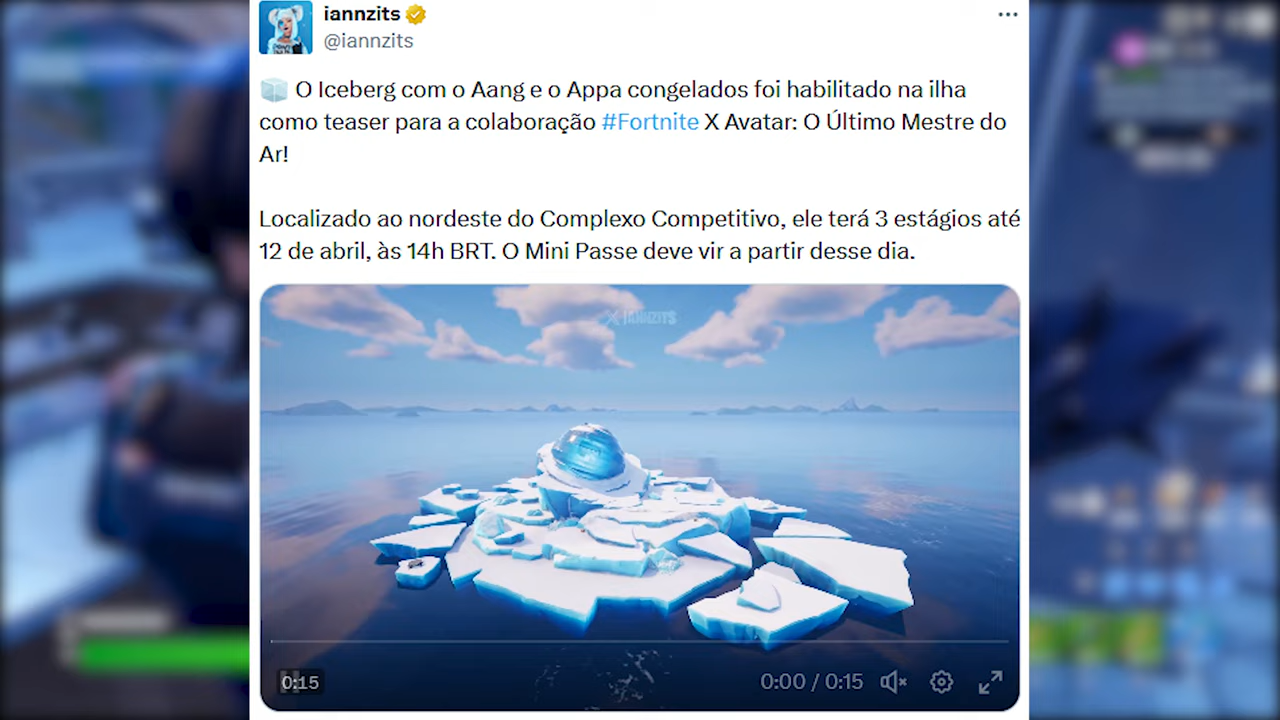 iannzits
@iannzits
O Iceberg com o Aang e o Appa congelados foi habilitado na ilha
como teaser para a colaboração #Fortnite X Avatar: O Último Mestre do
Ar!
Localizado ao nordeste do Complexo Competitivo, ele terá 3 estágios até
12 de abril, às 14h BRT. O Mini Passe deve vir a partir desse dia.
X IANNZITS
0:15
0:00 / 0:15